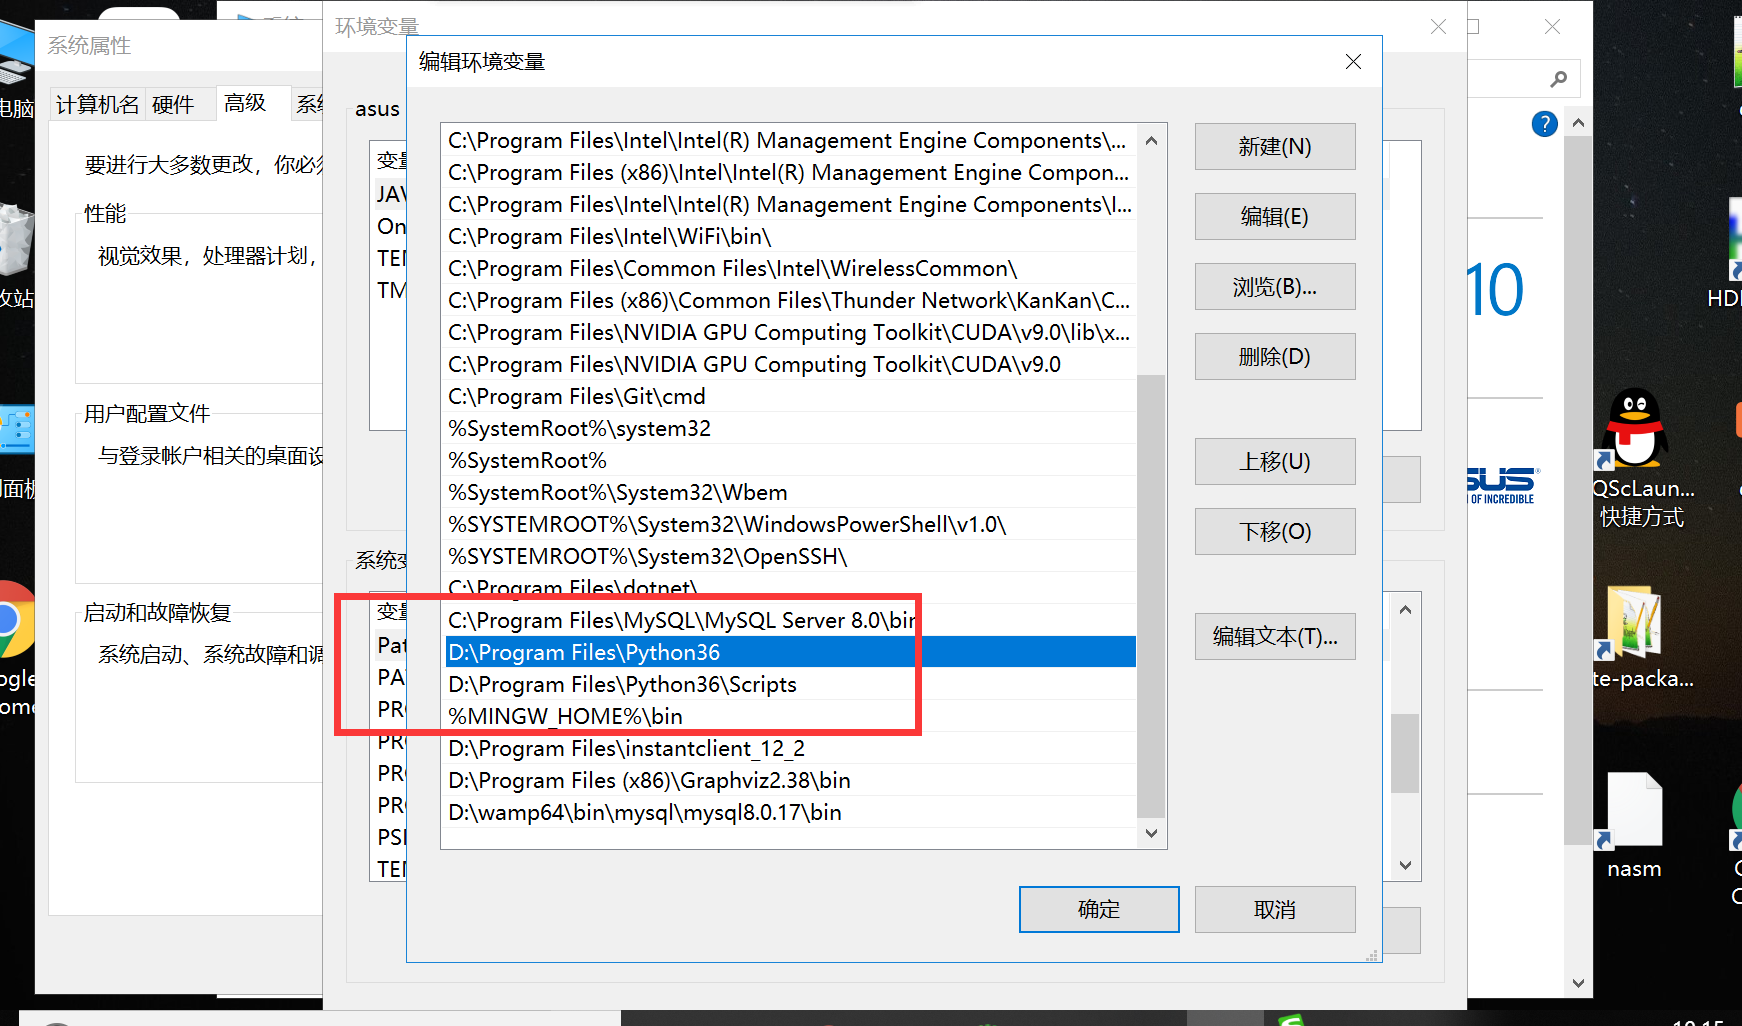 系统属性
计算机名
硬件
高级
要进行大多数更改，你必
性能
视觉效果，处理器计划，
用户配置文件
与登录帐户相关的桌面设
启动和故障恢复
系统启动、系统故障和
环境变量
asus
编辑环境变量
C:\Program Files\Intel\Intel(R) Management Engine Components\...
C:\Program Files (x86)\Intel\Intel(R) Management Engine Compon...
C:\Program Files\Intel\Intel(R) Management Engine Components\I...
C:\Program Files\Intel\WiFi\bin\
C:\Program Files\Common Files\Intel\WirelessCommon\
C:\Program Files (x86)\Common Files\Thunder Network\KanKan\C...
C:\Program Files\NVIDIA GPU Computing Toolkit\CUDA\v9.0\lib\x...
C:\Program Files\NVIDIA GPU Computing Toolkit\CUDA\v9.0
C:\Program Files\Git\cmd
%SystemRoot%\system32
%SystemRoot%
%SystemRoot%\System32\Wbem
%SYSTEMROOT%\System32\WindowsPowerShell\v1.0\
%SYSTEMROOT%\System32\OpenSSH\
C:\Program Files\dotnet\
C:\Program Files\MySQL\MySQL Server 8.0\bin
D:\Program Files\Python36
D:\Program Files\Python36\Scripts
%MINGW_HOME%\bin
D:\Program Files\instantclient_12_2
D:\Program Files (x86)\Graphviz2.38\bin
D:\wamp64\bin\mysql\mysql8.0.17\bin
新建(N)
编辑(E)
浏览(B)...
删除(D)
上移(U)
下移(O)
编辑文本(T)...
确定
取消
10
OF INCREDIBLE
QScLaun...
快捷方式
te-packa...
nasm